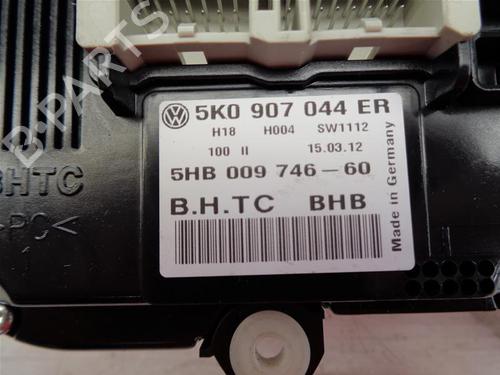 5K0 907 044 ER
H18 H004 SW1112
100 II 15.03.12
5HB 009 746-60
B.H.TC BHB
Made in Germany
BHTC
>PC<
B-PARTS